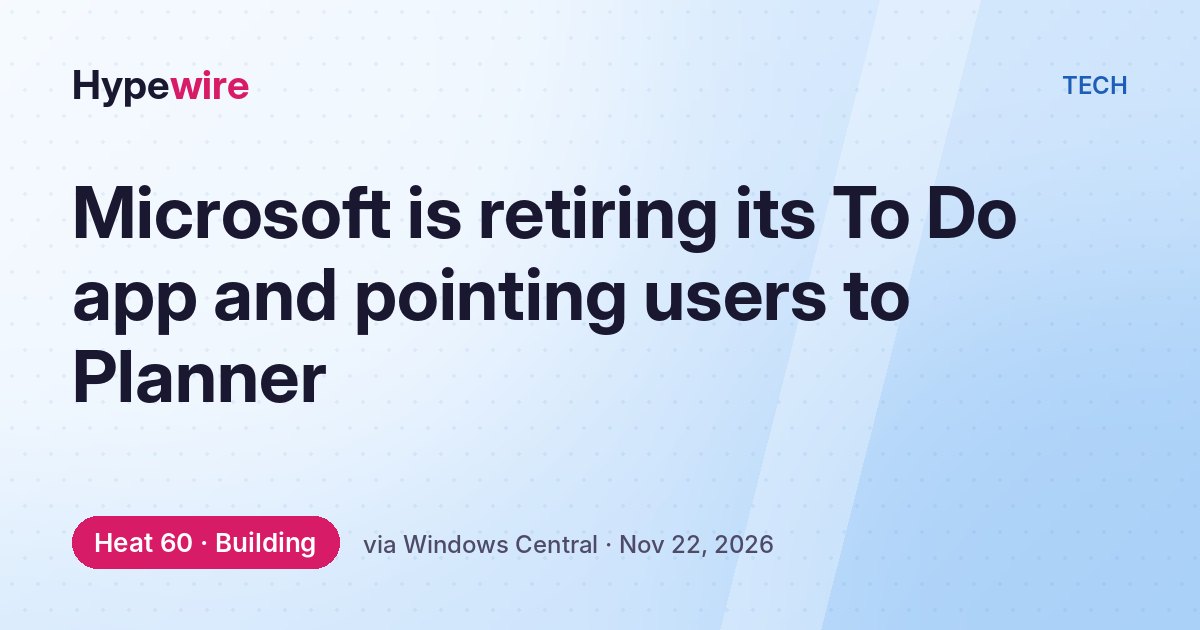 Hypewire
TECH
Microsoft is retiring its To Do
app and pointing users to
Planner
Heat 60 · Building
via Windows Central · Nov 22, 2026